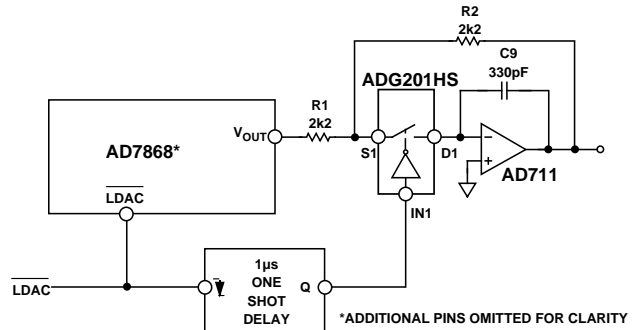 R2
2k2
C9
330pF
ADG201HS
R1
2k2
VOUT
S1
D1
AD7868*
−
+
AD711
LDAC
IN1
LDAC
1µs
ONE
SHOT
DELAY
Q
*ADDITIONAL PINS OMITTED FOR CLARITY